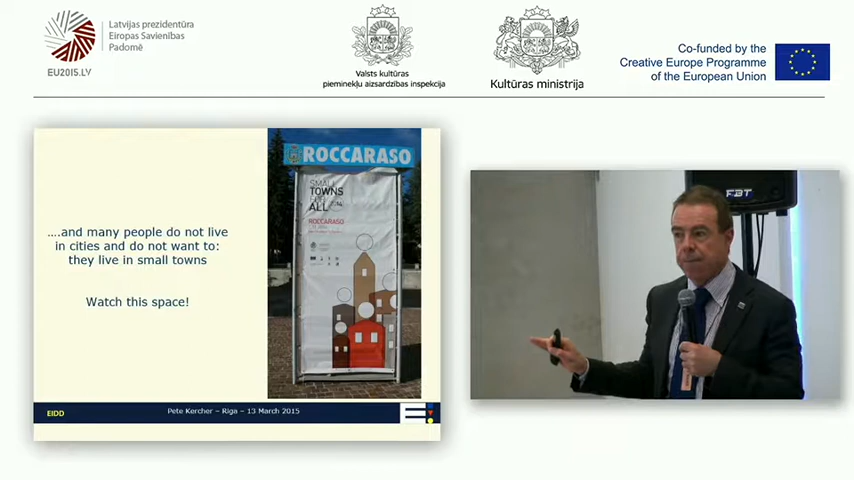 Latvijas prezidentūra
Eiropas Savienības
Padomē
EU2015.LV
Valsts kultūras
pieminekļu aizsardzības inspekcija
Kultūras ministrija
Co-funded by the
Creative Europe Programme
of the European Union
ROCCARASO
SMALL
TOWNS
FOR
ALL
ROCCARASO
....and many people do not live
in cities and do not want to:
they live in small towns
Watch this space!
EIDD
Pete Kercher – Riga – 13 March 2015
FBT